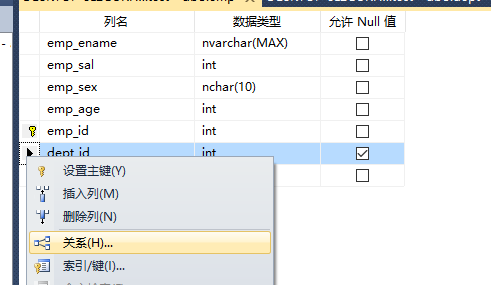 列名 数据类型 允许 Null 值
emp_ename nvarchar(MAX)
emp_sal int
emp_sex nchar(10)
emp_age int
emp_id int
dept_id int
设置主键(Y)
插入列(M)
删除列(N)
关系(H)...
索引/键(I)...